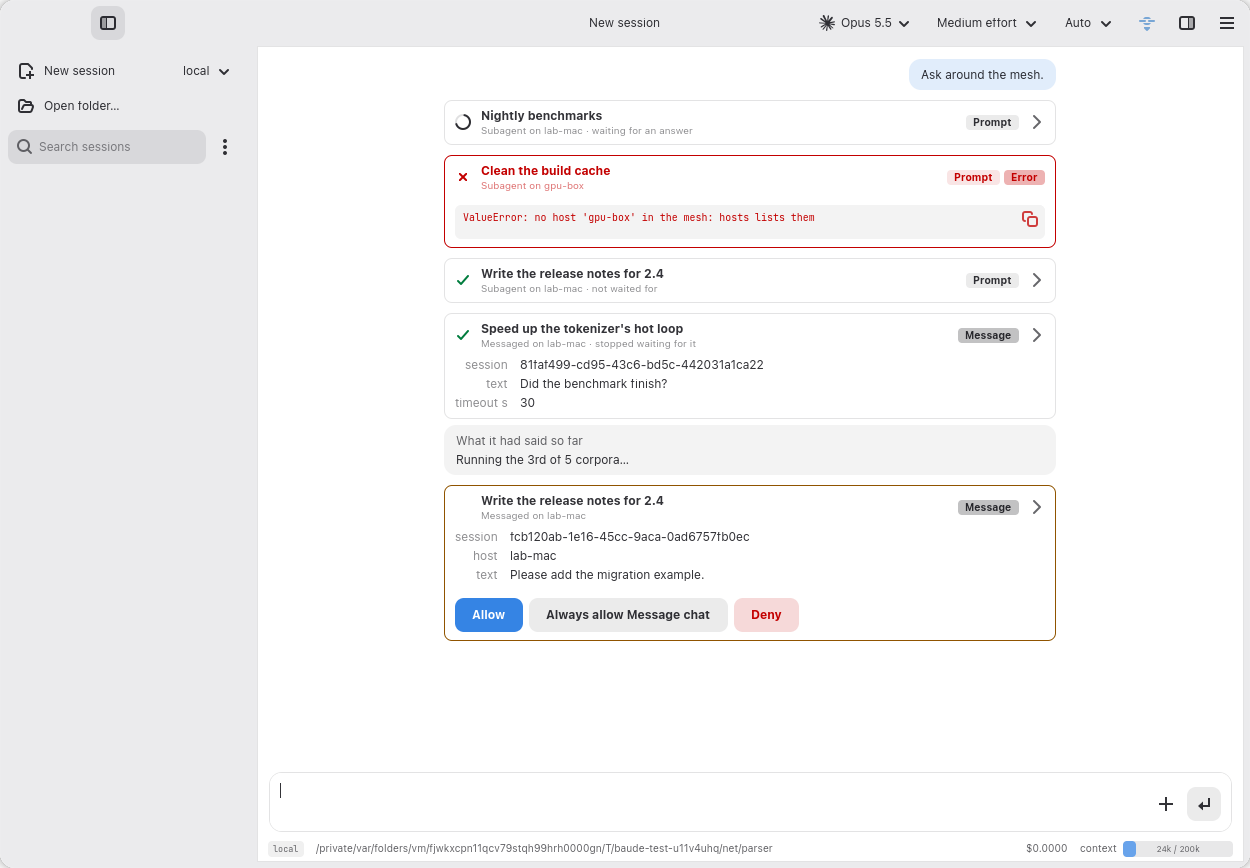 New session
Opus 5.5
Medium effort
Auto
New session
local
Open folder...
Search sessions
Ask around the mesh.
Nightly benchmarks
Subagent on lab-mac · waiting for an answer
Prompt
Clean the build cache
Subagent on gpu-box
Prompt
Error
ValueError: no host 'gpu-box' in the mesh: hosts lists them
Write the release notes for 2.4
Subagent on lab-mac · not waited for
Prompt
Speed up the tokenizer's hot loop
Messaged on lab-mac · stopped waiting for it
Message
session 81faf499-cd95-43c6-bd5c-442031a1ca22
text Did the benchmark finish?
timeout s 30
What it had said so far
Running the 3rd of 5 corpora...
Write the release notes for 2.4
Messaged on lab-mac
Message
session fcb120ab-1e16-45cc-9aca-0ad6757fb0ec
host lab-mac
text Please add the migration example.
Allow
Always allow Message chat
Deny
local
/private/var/folders/vm/fjwkxcpn11qcv79stqh99hrh0000gn/T/baude-test-u11v4uhq/net/parser
$0.0000
context
24k / 200k